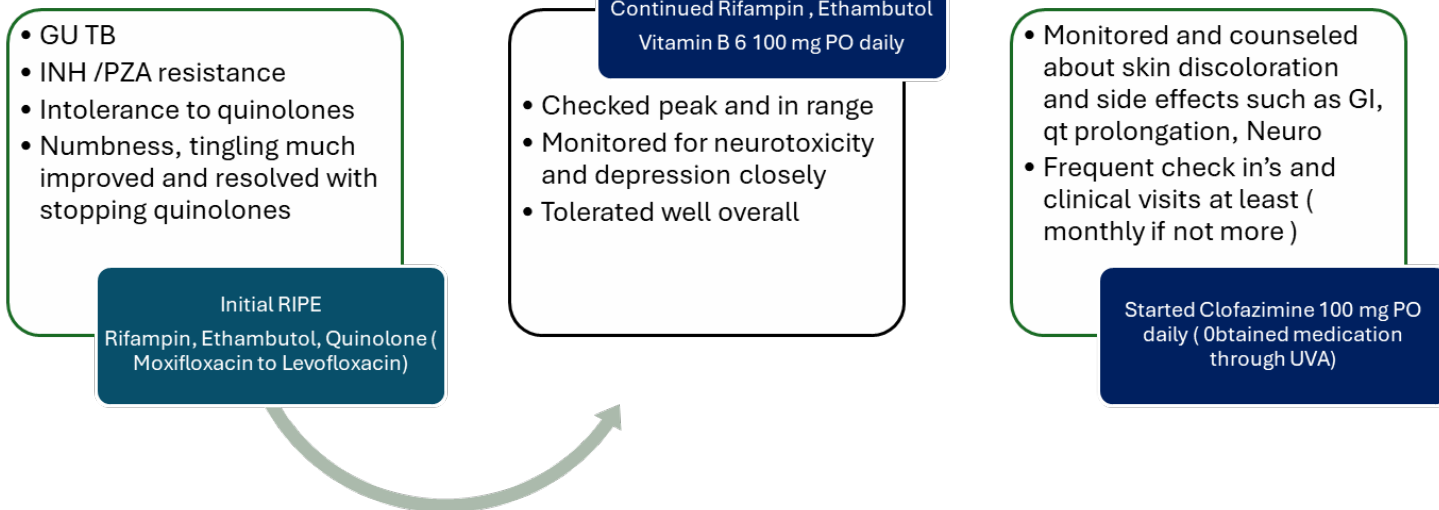 • GU TB
• INH /PZA resistance
• Intolerance to quinolones
• Numbness, tingling much
improved and resolved with
stopping quinolones
Initial RIPE
Rifampin, Ethambutol, Quinolone (
Moxifloxacin to Levofloxacin)
Continued Rifampin , Ethambutol
Vitamin B 6 100 mg PO daily
• Checked peak and in range
• Monitored for neurotoxicity
and depression closely
• Tolerated well overall
• Monitored and counseled
about skin discoloration
and side effects such as GI,
qt prolongation, Neuro
• Frequent check in’s and
clinical visits at least (
monthly if not more )
Started Clofazimine 100 mg PO
daily ( 0btained medication
through UVA)